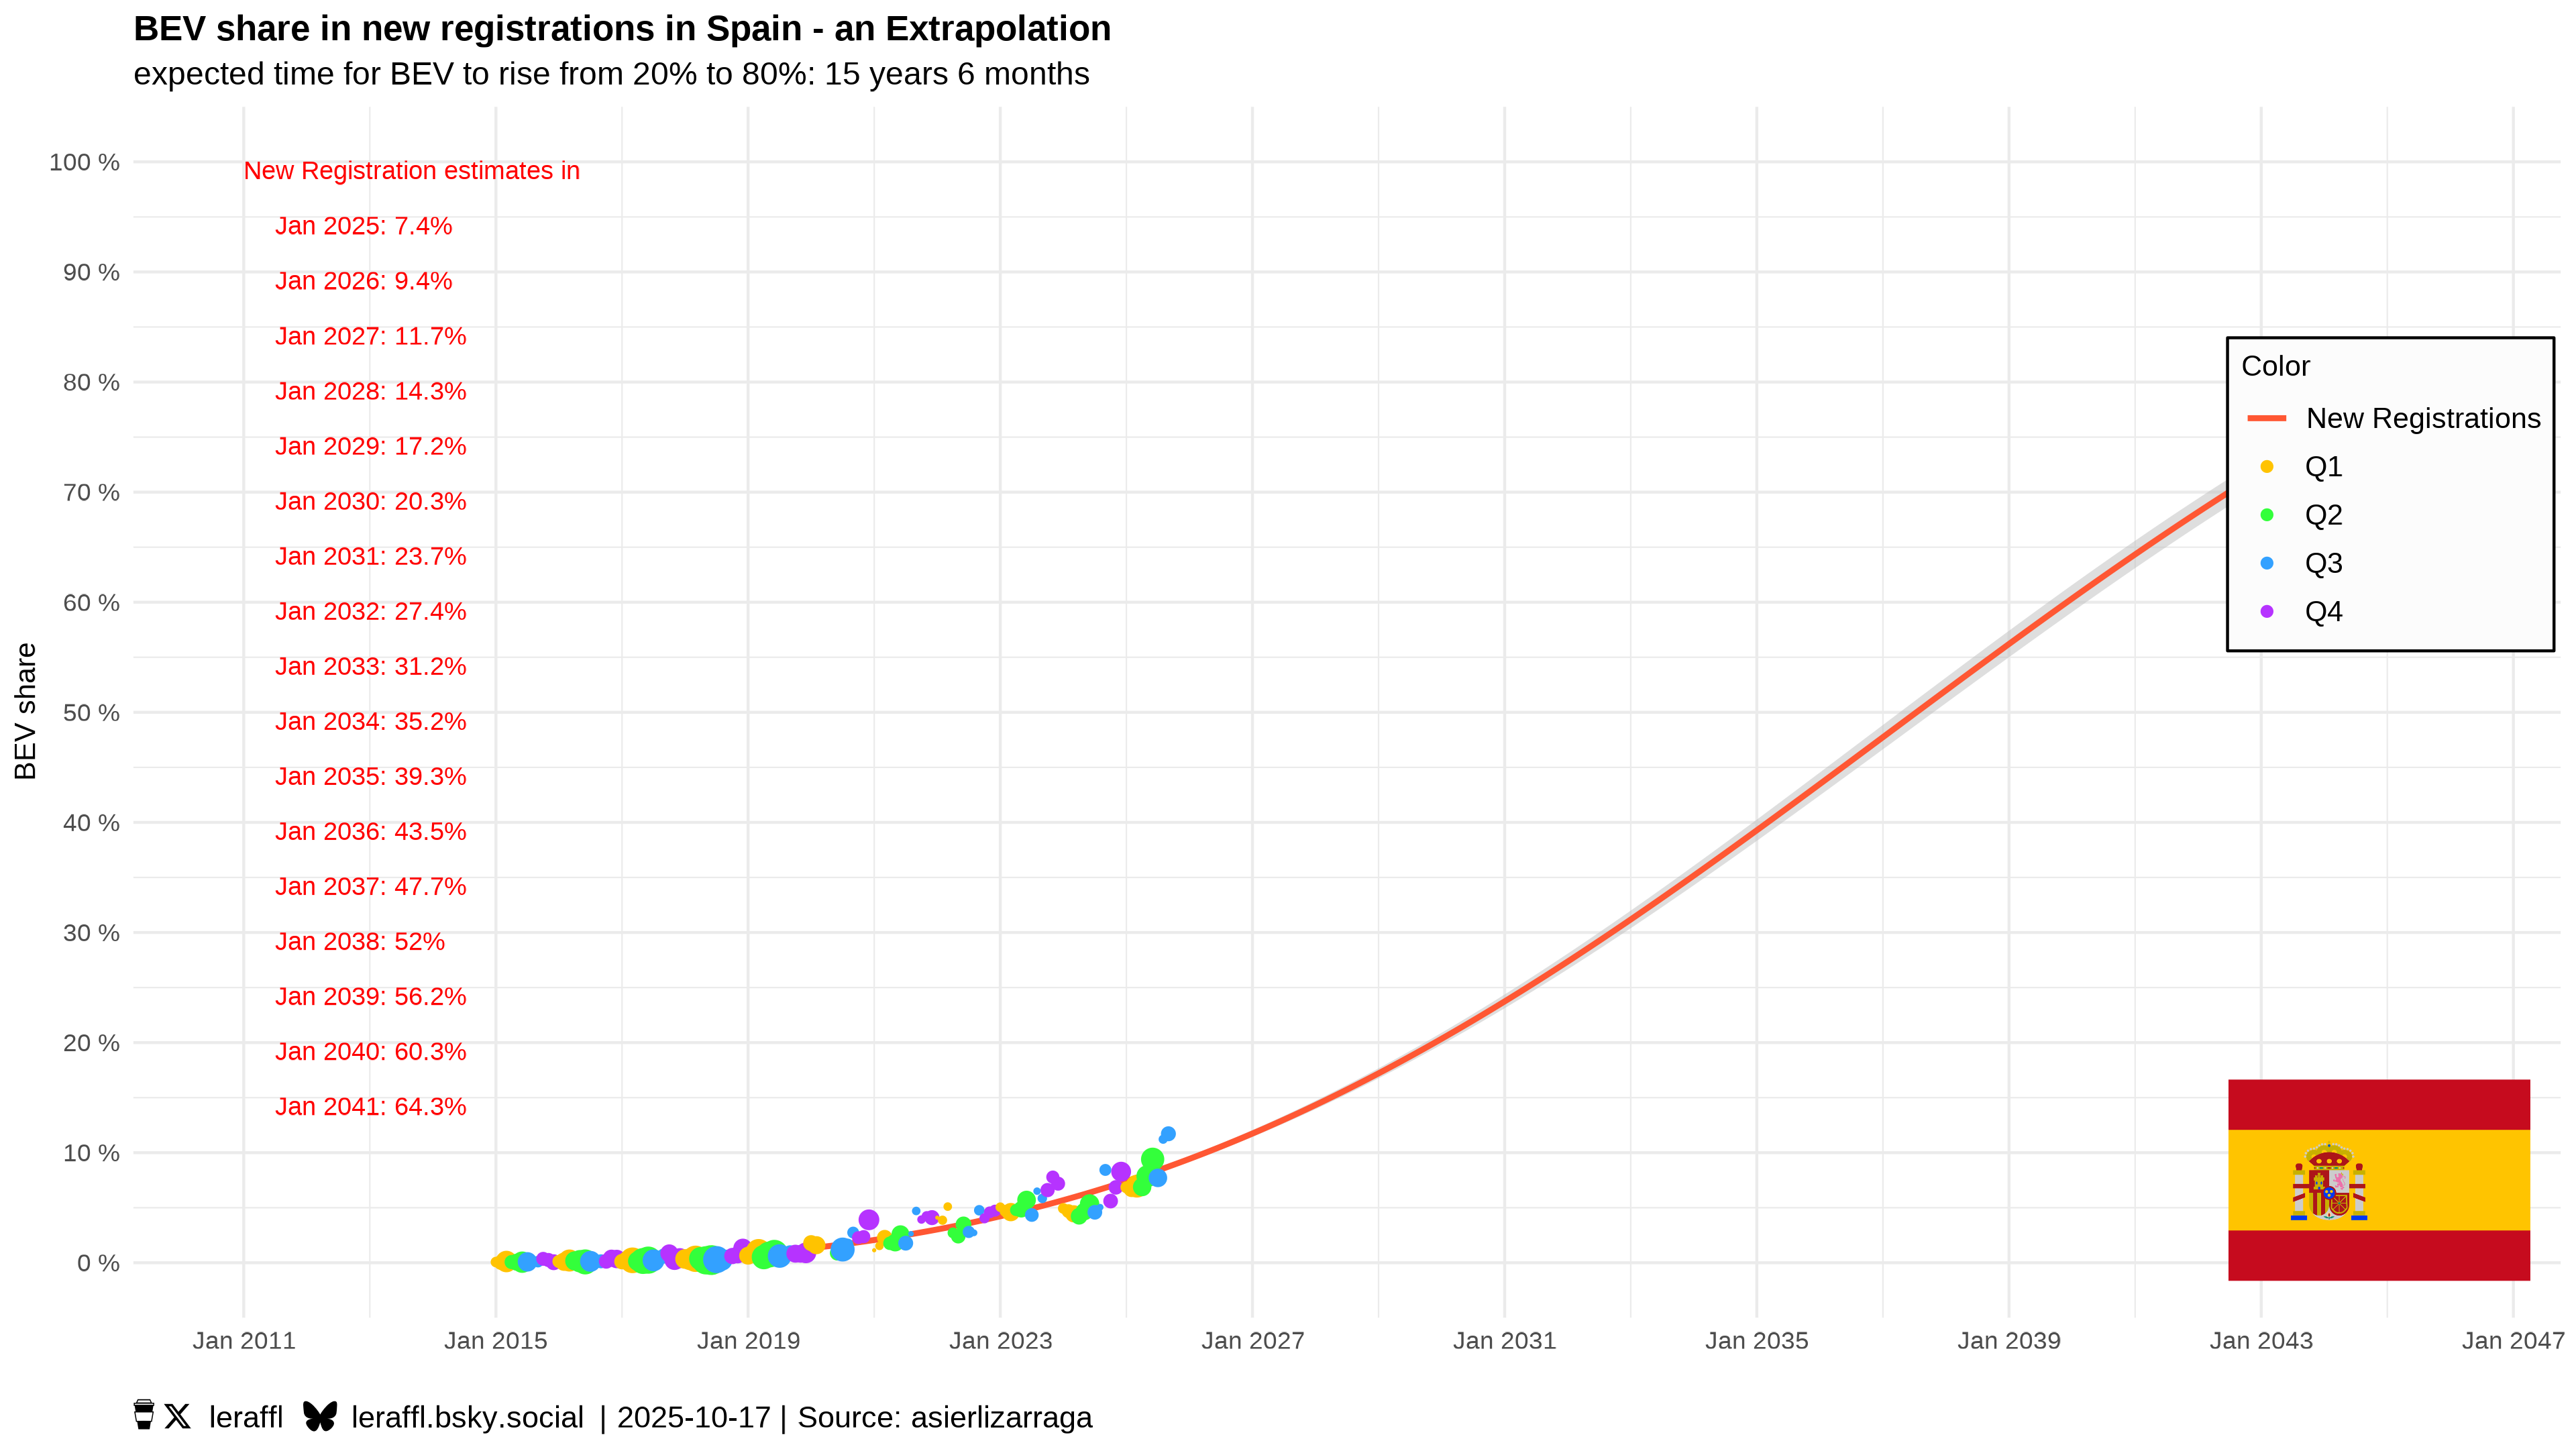 BEV share in new registrations in Spain - an Extrapolation
expected time for BEV to rise from 20% to 80%: 15 years 6 months
BEV share
100 %
90 %
80 %
70 %
60 %
50 %
40 %
30 %
20 %
10 %
0 %
New Registration estimates in
Jan 2025: 7.4%
Jan 2026: 9.4%
Jan 2027: 11.7%
Jan 2028: 14.3%
Jan 2029: 17.2%
Jan 2030: 20.3%
Jan 2031: 23.7%
Jan 2032: 27.4%
Jan 2033: 31.2%
Jan 2034: 35.2%
Jan 2035: 39.3%
Jan 2036: 43.5%
Jan 2037: 47.7%
Jan 2038: 52%
Jan 2039: 56.2%
Jan 2040: 60.3%
Jan 2041: 64.3%
Color
New Registrations
Q1
Q2
Q3
Q4
Jan 2011 Jan 2015 Jan 2019 Jan 2023 Jan 2027 Jan 2031 Jan 2035 Jan 2039 Jan 2043 Jan 2047
leraffl leraffl.bsky.social | 2025-10-17 | Source: asierlizarraga